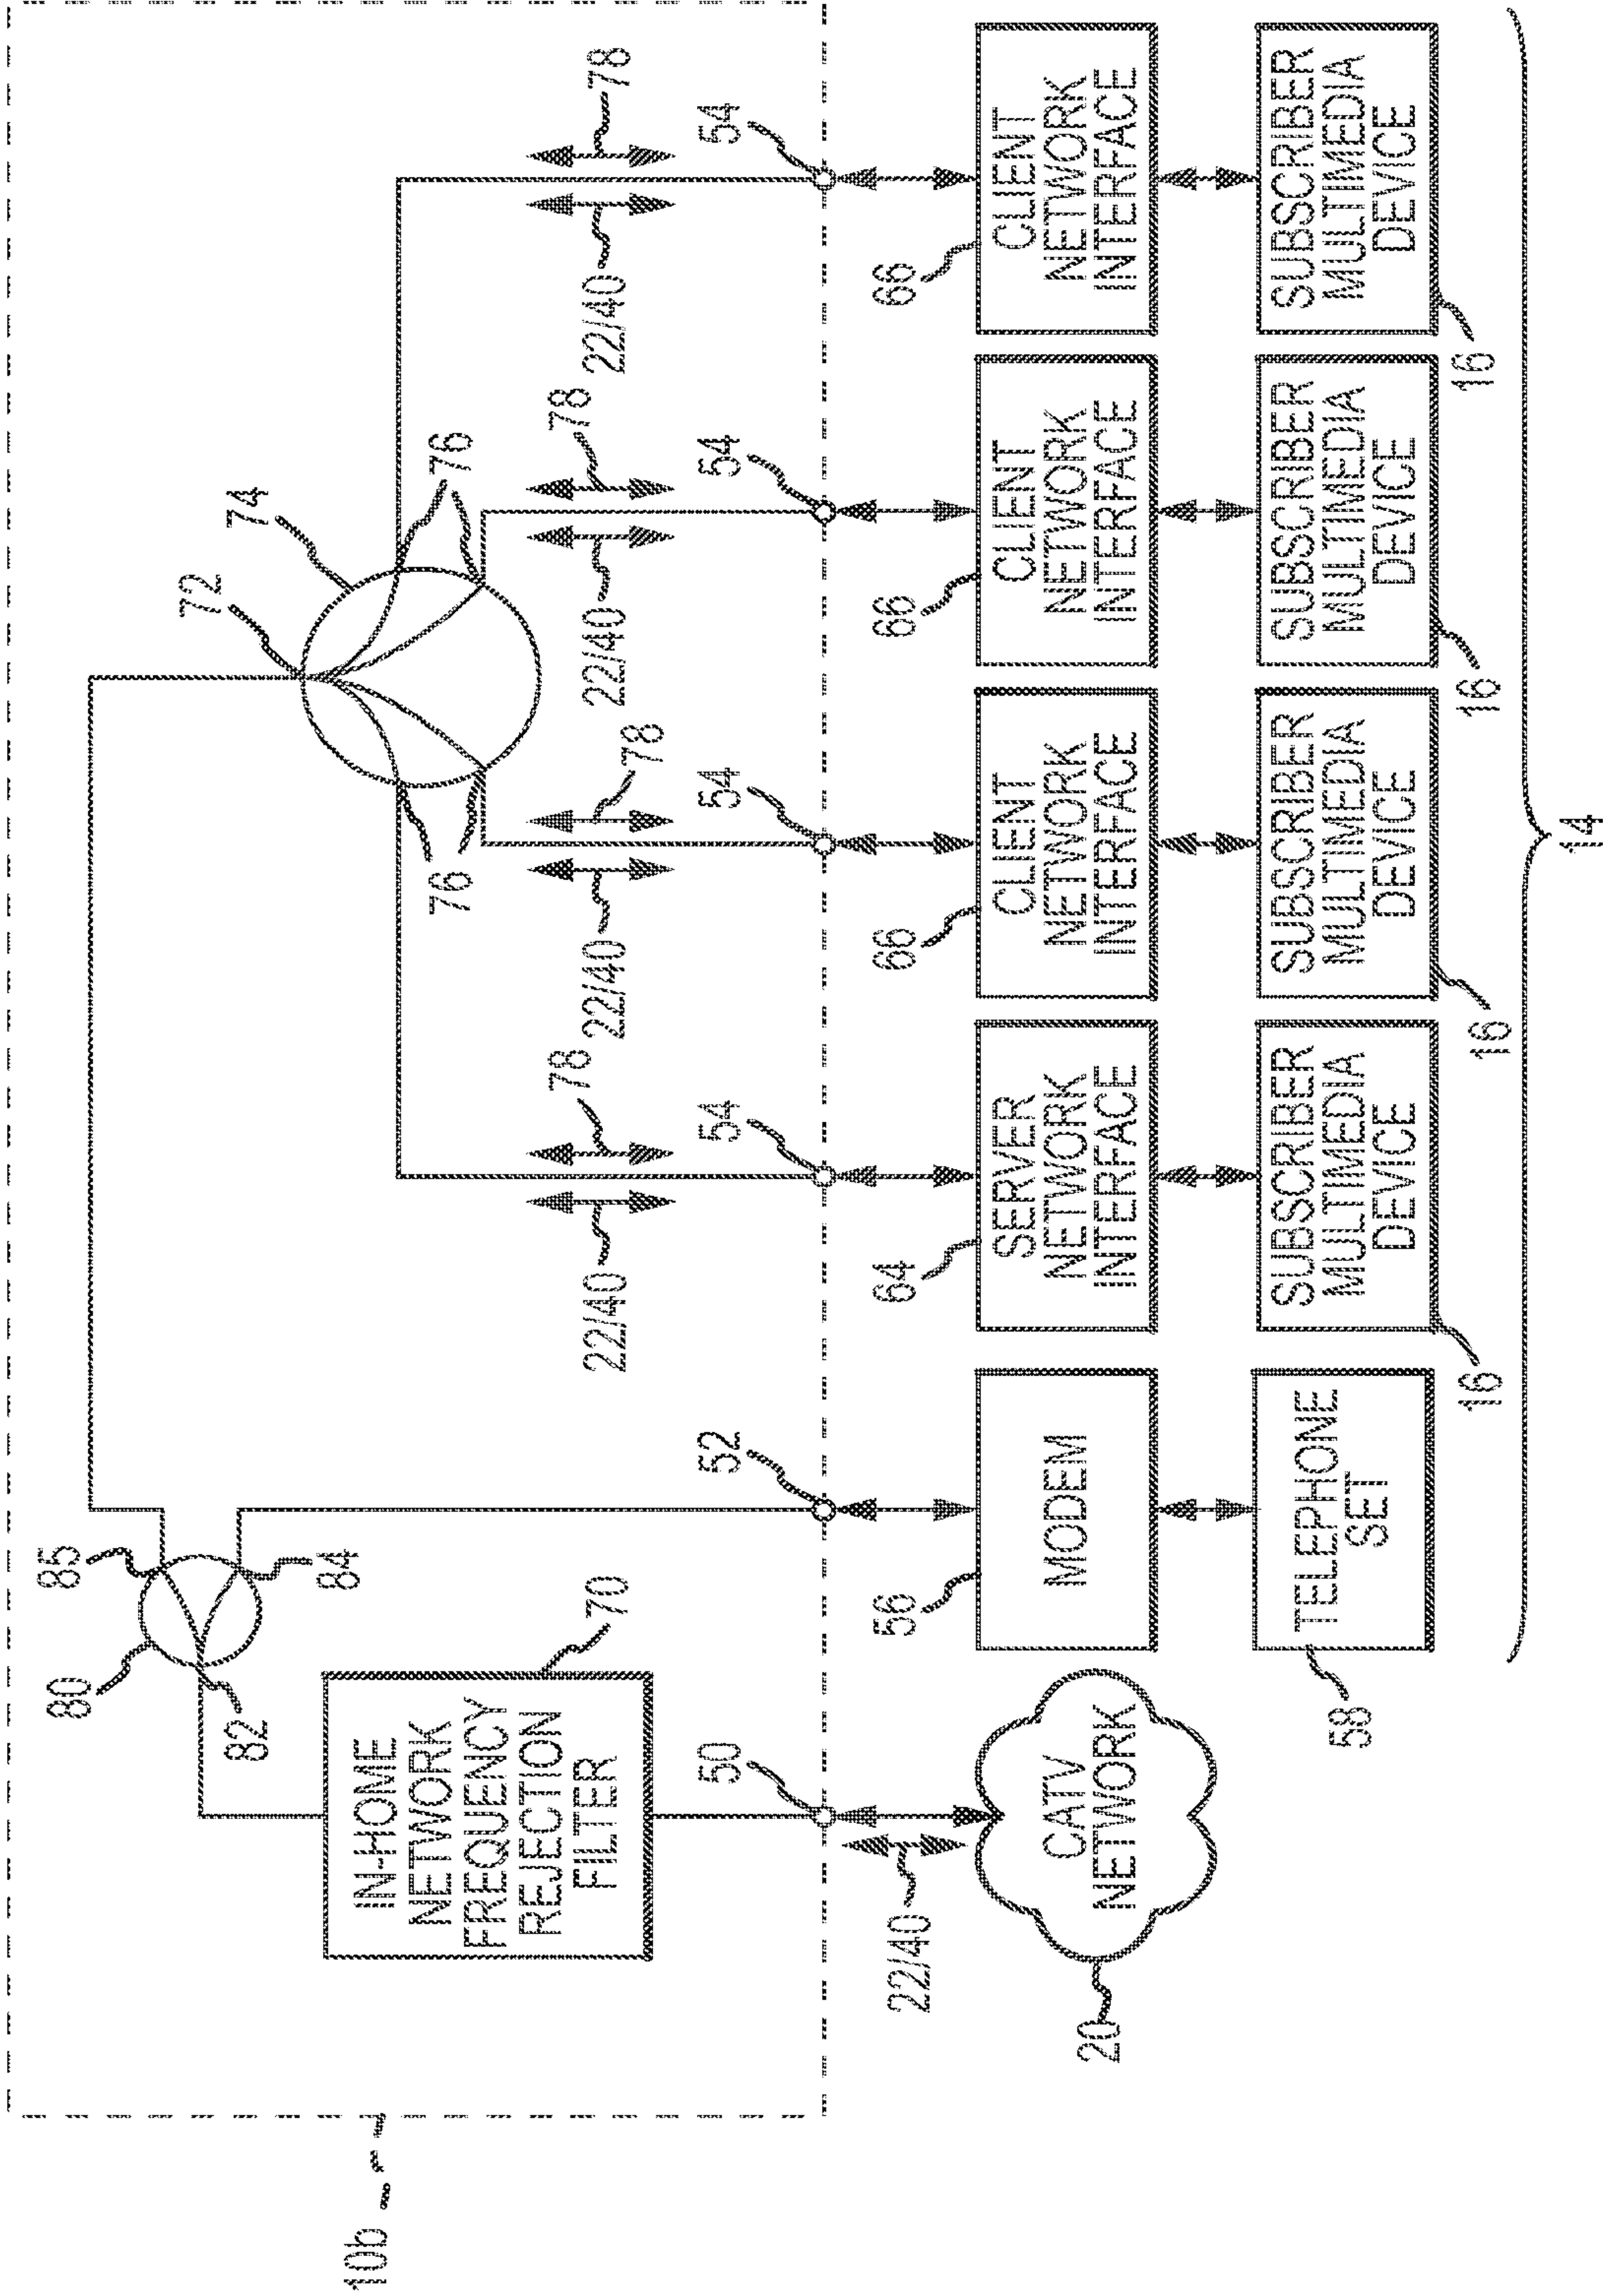 80
85
72
74
82
84
10b
IN-HOME
NETWORK
FREQUENCY
REJECTION
FILTER
70
76
76
78
78
78
78
22/40
22/40
22/40
22/40
50
52
54
54
54
54
22/40
56
64
66
66
66
20
CATV
NETWORK
MODEM
SERVER
NETWORK
INTERFACE
CLIENT
NETWORK
INTERFACE
CLIENT
NETWORK
INTERFACE
CLIENT
NETWORK
INTERFACE
58
TELEPHONE
SET
SUBSCRIBER
MULTIMEDIA
DEVICE
SUBSCRIBER
MULTIMEDIA
DEVICE
SUBSCRIBER
MULTIMEDIA
DEVICE
SUBSCRIBER
MULTIMEDIA
DEVICE
16
16
16
16
14